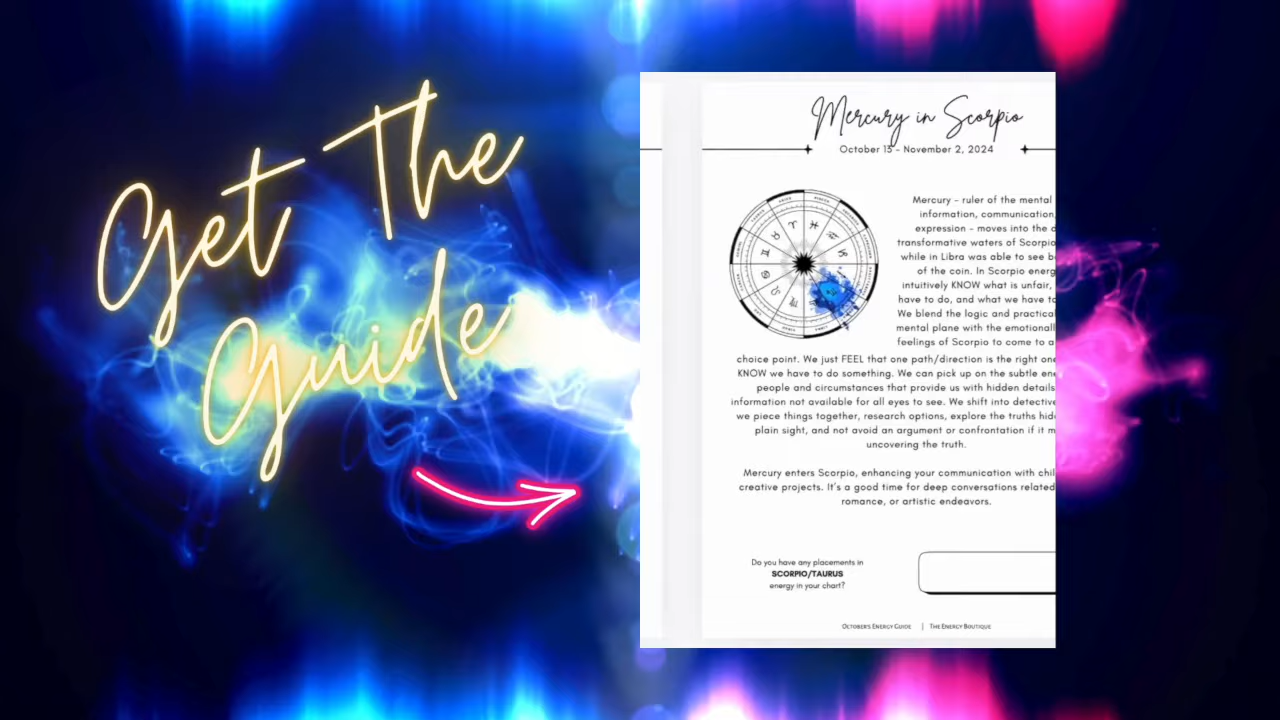 Get The
Guide
Mercury in Scorpio
October 15 - November 2, 2024
Mercury - ruler of the mental
information, communication,
expression - moves into the
transformative waters of Scorpio
while in Libra was able to see
of the coin. In Scorpio
intuitively KNOW what is unfair,
have to do, and what we have
We blend the logic and
mental plane with the
feelings of Scorpio to come to a
choice point. We just FEEL that one path/direction is the right
KNOW we have to do something. We can pick up on the subtle
people and circumstances that provide us with hidden details
information not available for all eyes to see. We shift into
we piece things together, research options, explore the truths
plain sight, and not avoid an argument or confrontation if it
uncovering the truth.
Mercury enters Scorpio, enhancing your communication with
creative projects. It's a good time for deep conversations related
romance, or artistic endeavors.
Do you have any placements in
SCORPIO/TAURUS
energy in your chart?
October's Energy Guide | The Energy Boutique